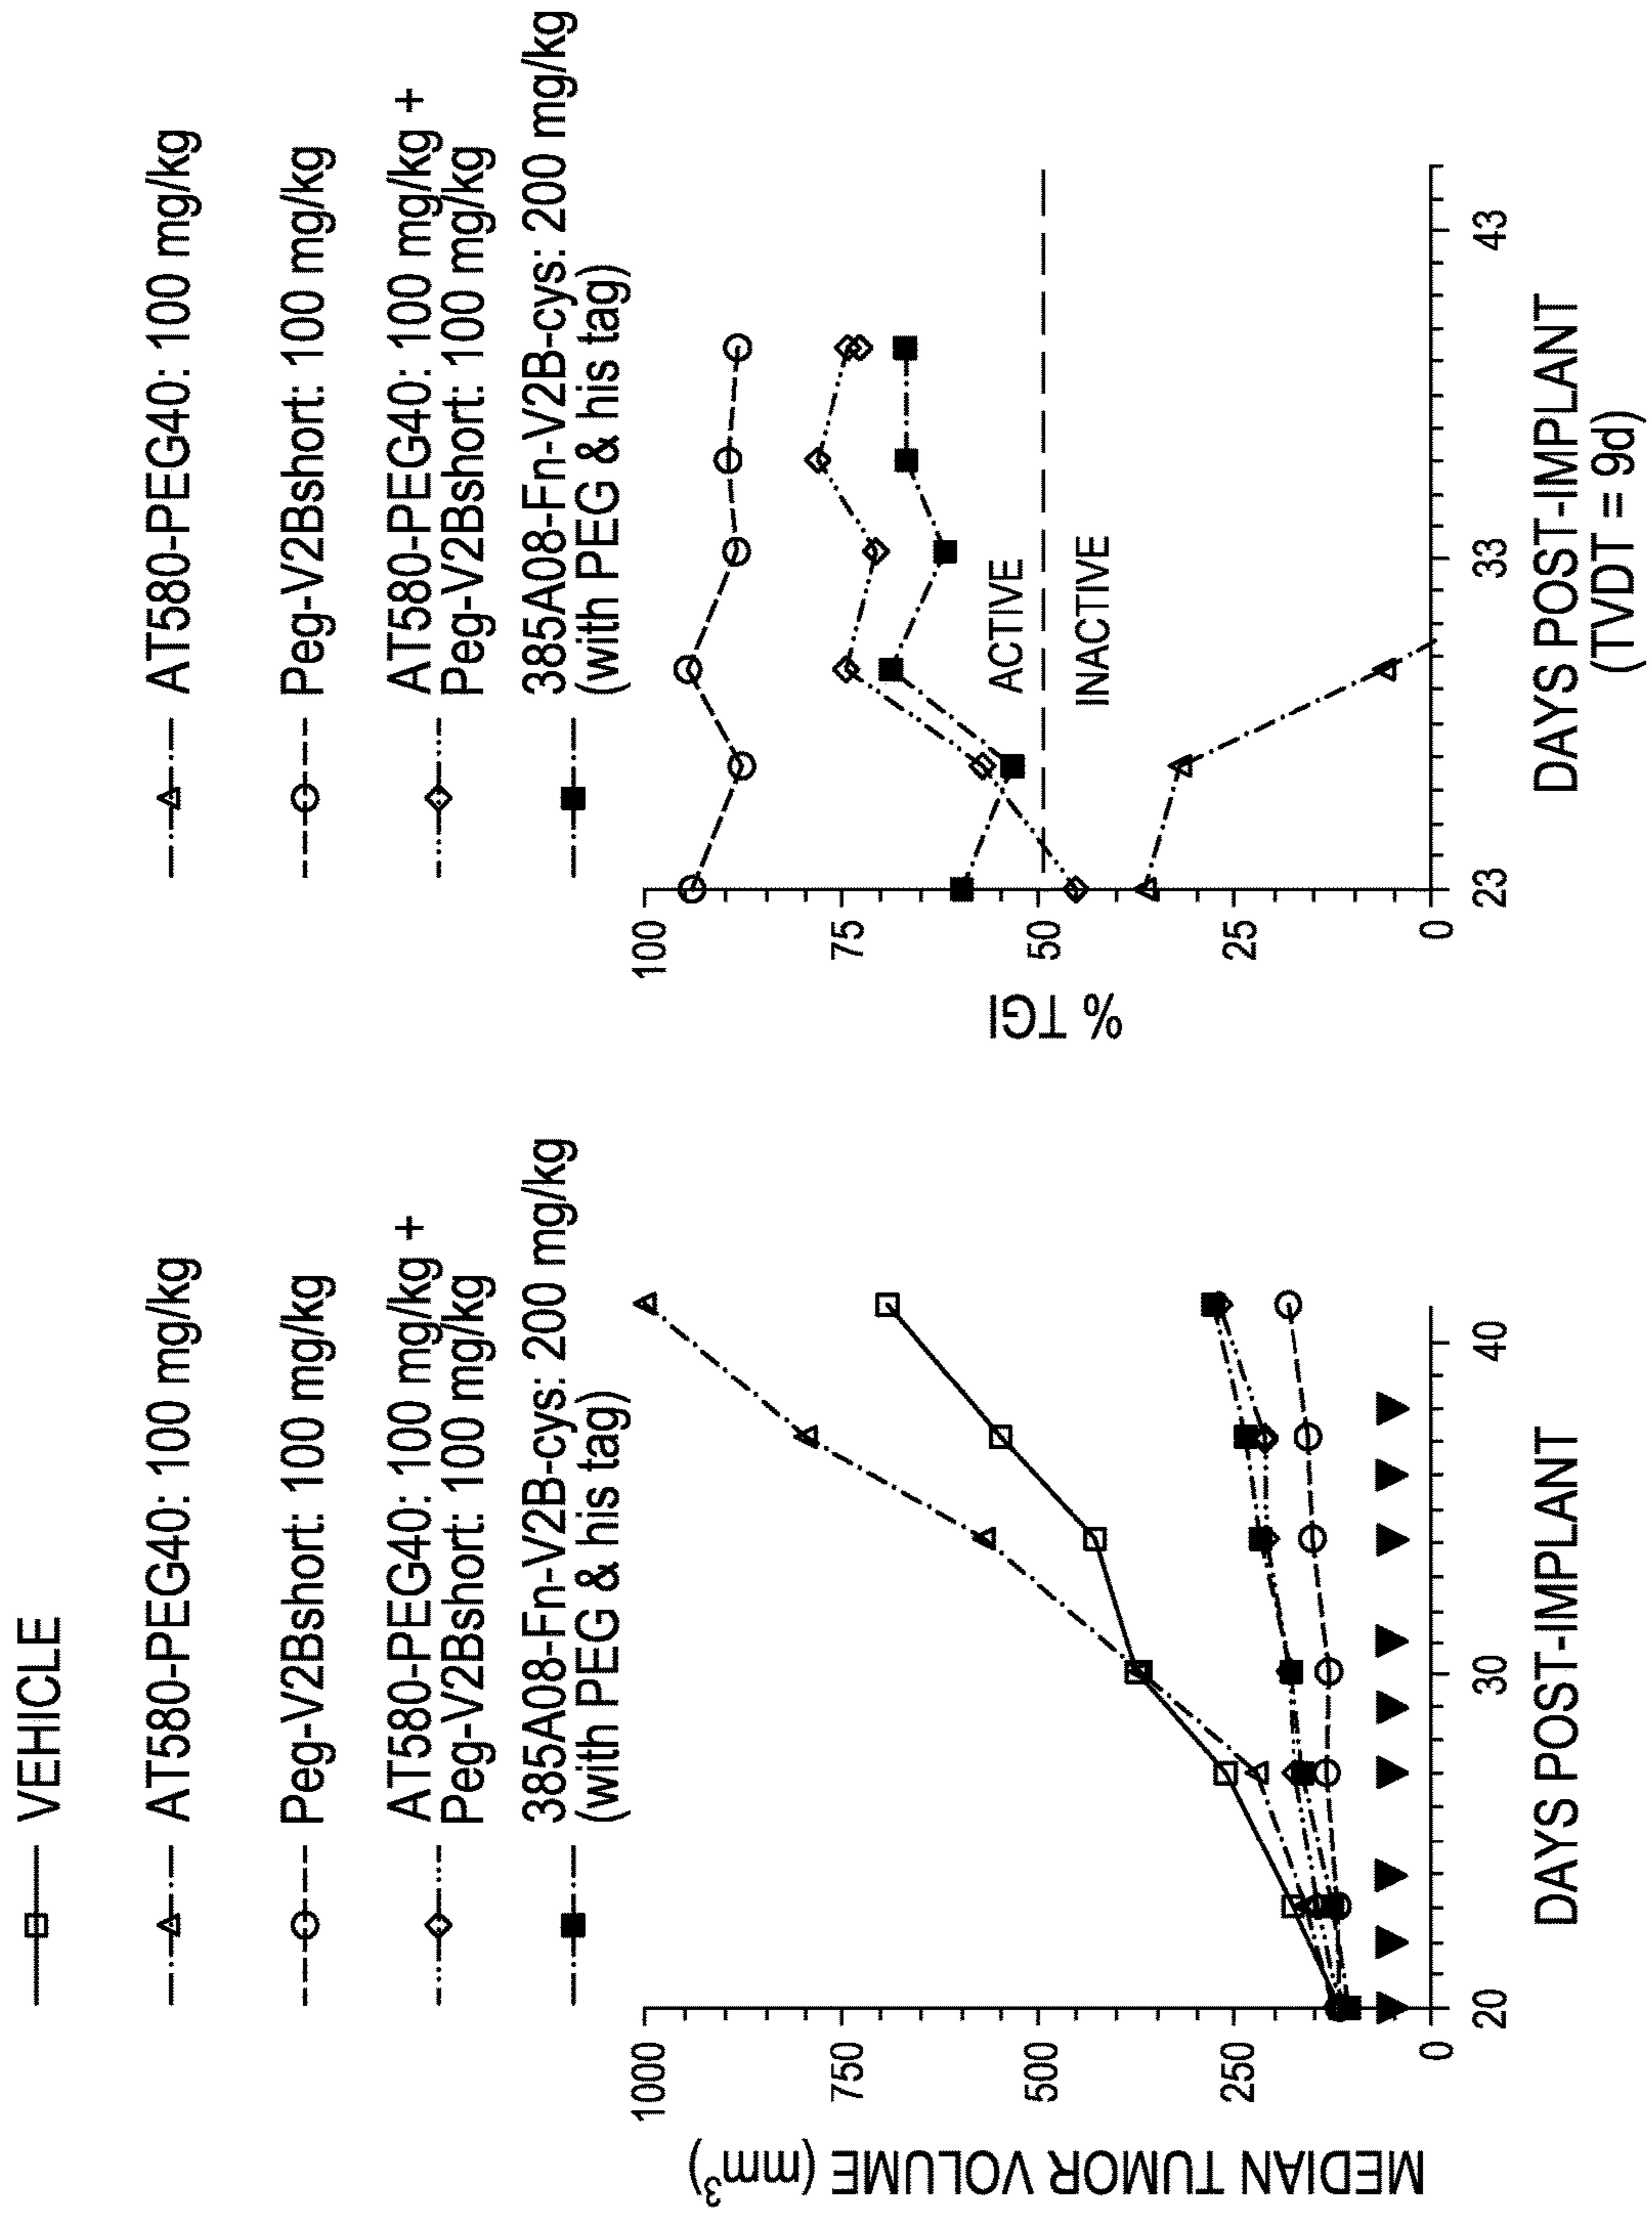 VEHICLE
AT580-PEG40: 100 mg/kg
Peg-V2Bshort: 100 mg/kg
AT580-PEG40: 100 mg/kg +
Peg-V2Bshort: 100 mg/kg
385A08-Fn-V2B-cys: 200 mg/kg
(with PEG & his tag)
MEDIAN TUMOR VOLUME (mm³)
1000
750
500
250
0
20
30
40
DAYS POST-IMPLANT
AT580-PEG40: 100 mg/kg
Peg-V2Bshort: 100 mg/kg
AT580-PEG40: 100 mg/kg +
Peg-V2Bshort: 100 mg/kg
385A08-Fn-V2B-cys: 200 mg/kg
(with PEG & his tag)
% TGI
100
75
50
25
0
ACTIVE
INACTIVE
23
33
43
DAYS POST-IMPLANT
(TVDT = 9d)